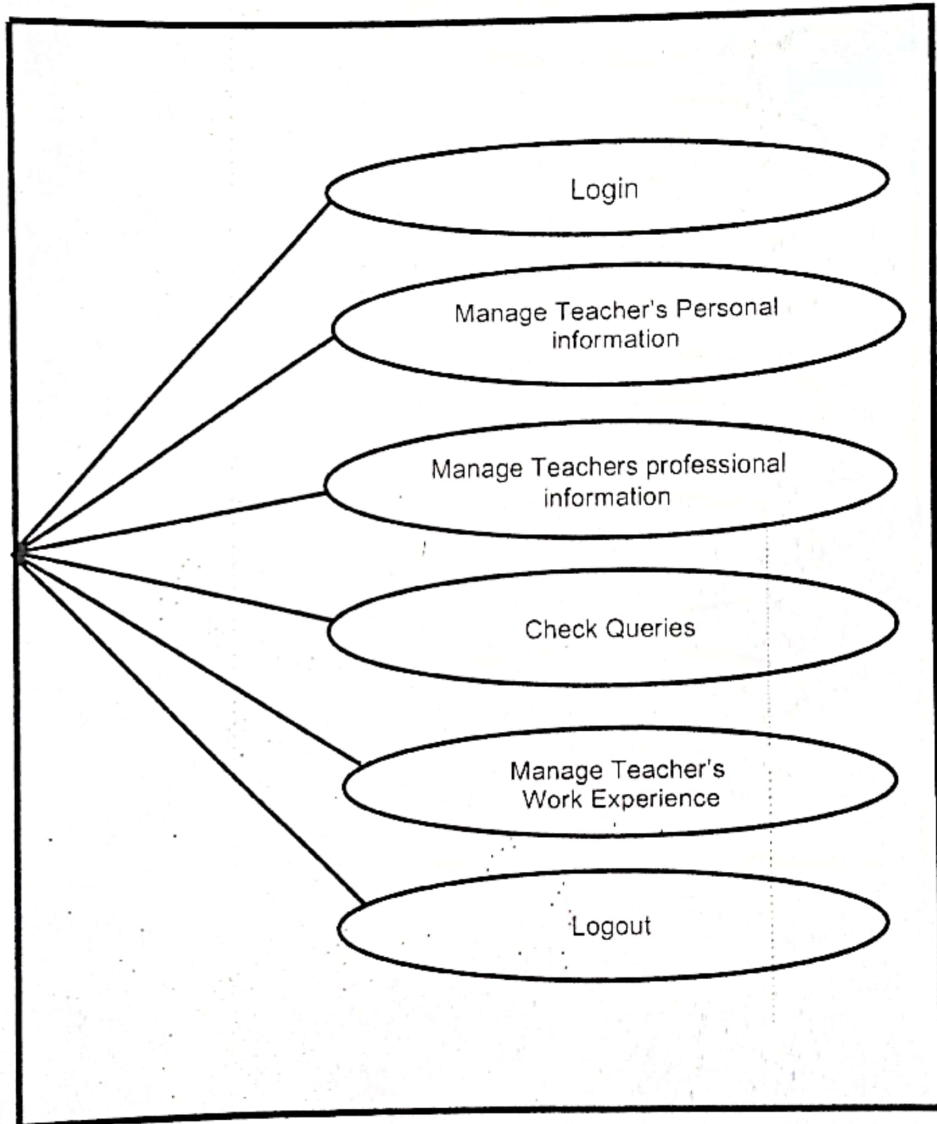 Login
Manage Teacher's Personal
information
Manage Teachers professional
information
Check Queries
Manage Teacher's
Work Experience
Logout